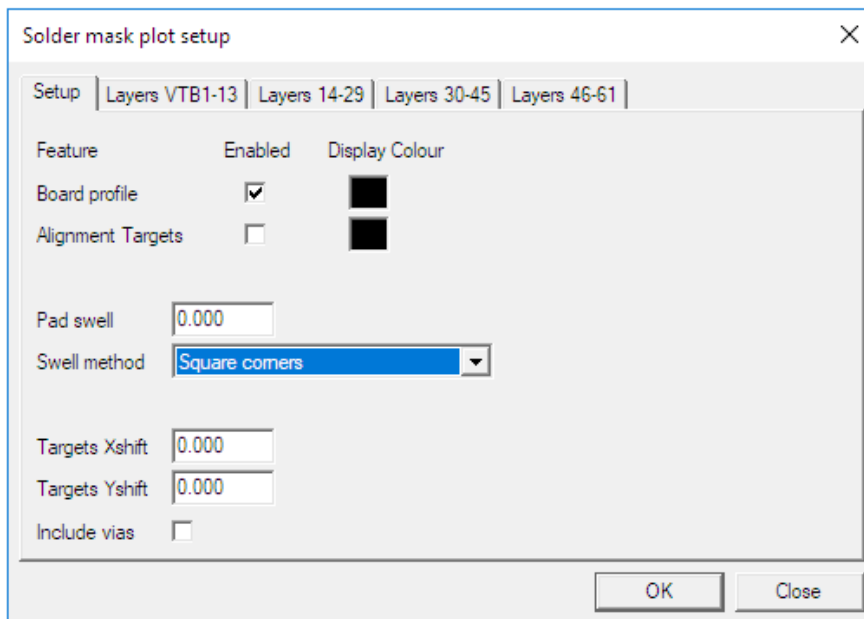 Solder mask plot setup
Setup Layers VTB1-13 Layers 14-29 Layers 30-45 Layers 46-61
Feature Enabled Display Colour
Board profile
Alignment Targets
Pad swell 0.000
Swell method Square corners
Targets Xshift 0.000
Targets Yshift 0.000
Include vias
OK Close